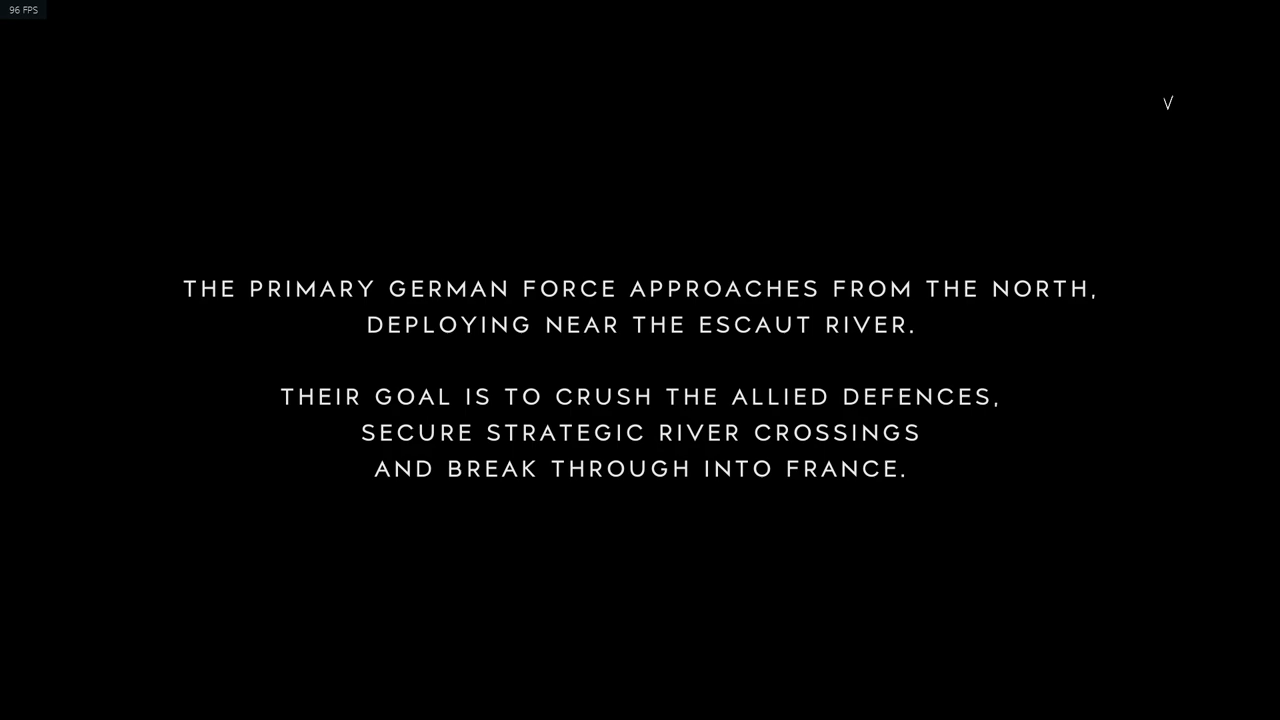 96 FPS
V
THE PRIMARY GERMAN FORCE APPROACHES FROM THE NORTH,
DEPLOYING NEAR THE ESCAUT RIVER.
THEIR GOAL IS TO CRUSH THE ALLIED DEFENCES,
SECURE STRATEGIC RIVER CROSSINGS
AND BREAK THROUGH INTO FRANCE.